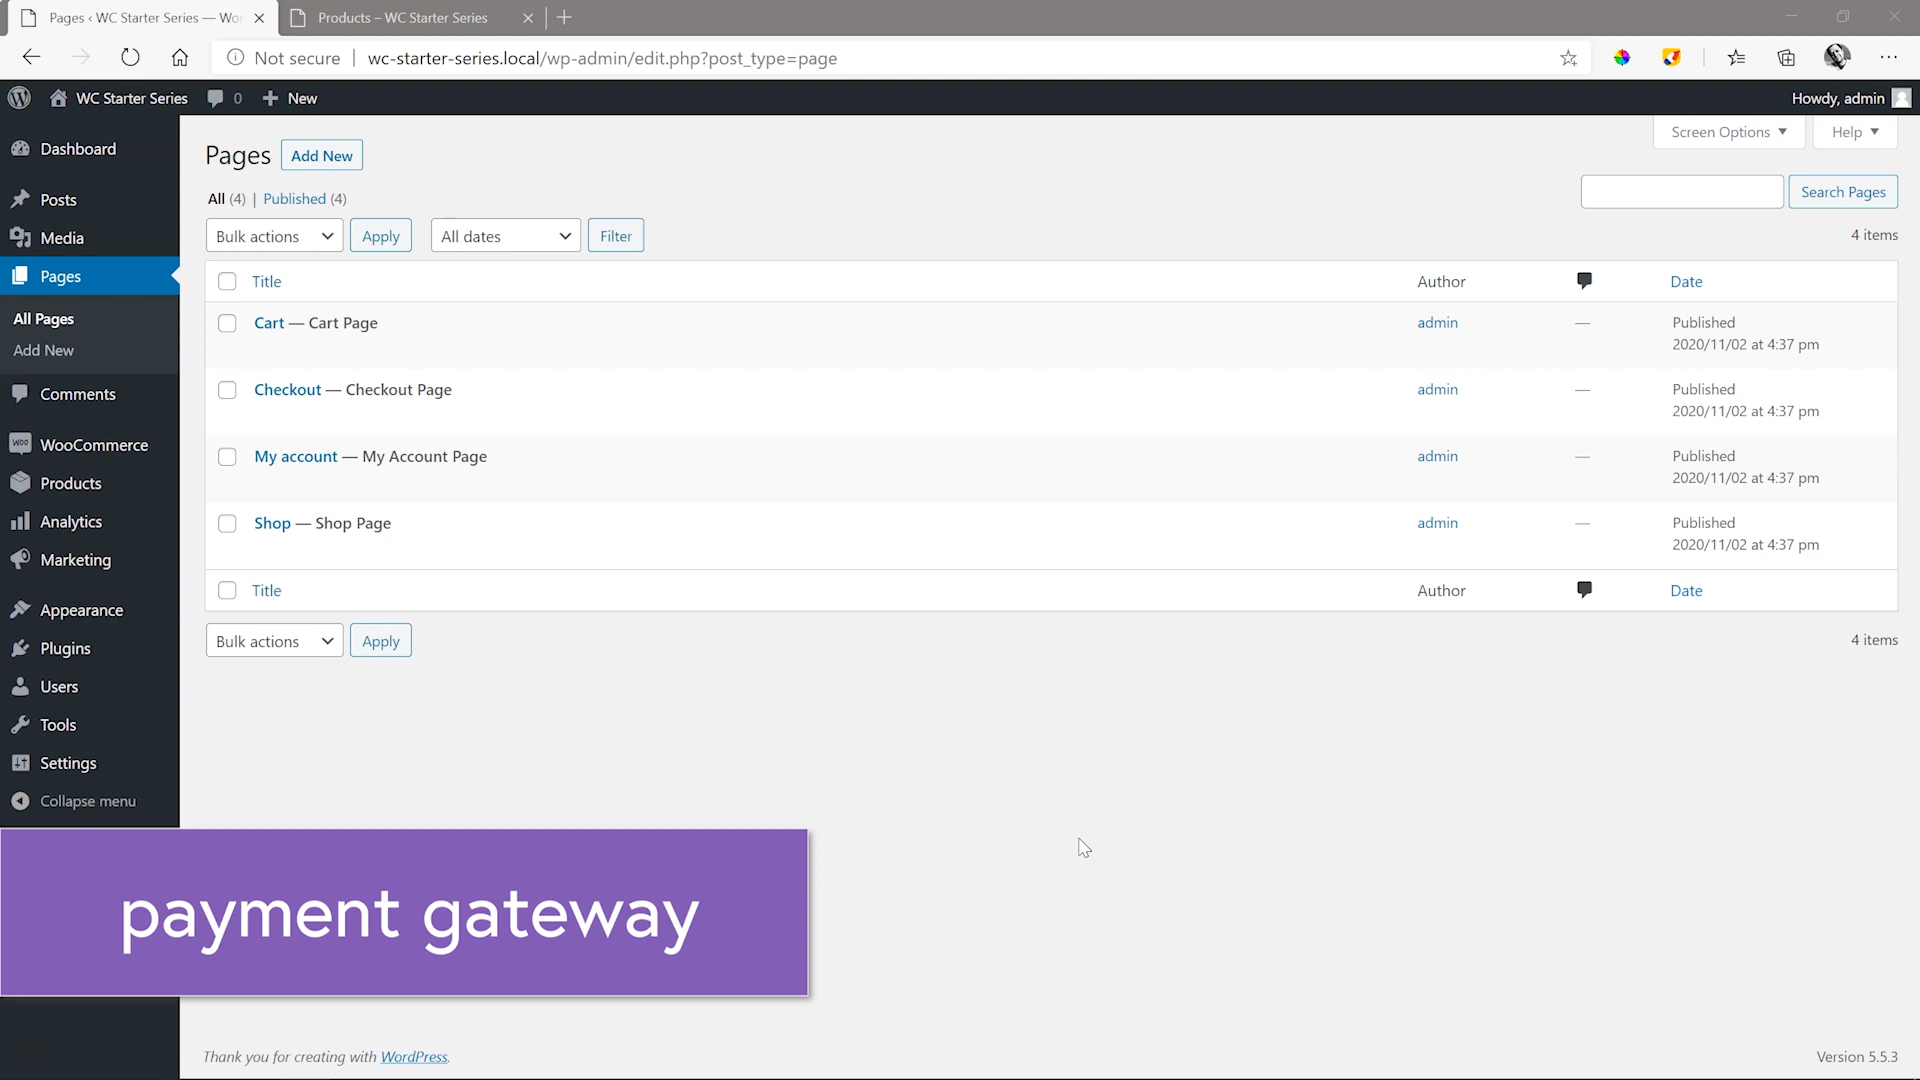 Pages ‹ WC Starter Series — Wor
Products – WC Starter Series
Not secure
wc-starter-series.local/wp-admin/edit.php?post_type=page
WC Starter Series
0
New
Howdy, admin
Dashboard
Posts
Media
Pages
All Pages
Add New
Comments
WooCommerce
Products
Analytics
Marketing
Appearance
Plugins
Users
Tools
Settings
Collapse menu
Screen Options
Help
Pages
Add New
All (4) | Published (4)
Search Pages
Bulk actions
Apply
All dates
Filter
4 items
Title
Author
Date
Cart — Cart Page
admin
—
Published
2020/11/02 at 4:37 pm
Checkout — Checkout Page
admin
—
Published
2020/11/02 at 4:37 pm
My account — My Account Page
admin
—
Published
2020/11/02 at 4:37 pm
Shop — Shop Page
admin
—
Published
2020/11/02 at 4:37 pm
Title
Author
Date
Bulk actions
Apply
4 items
payment gateway
Thank you for creating with WordPress.
Version 5.5.3